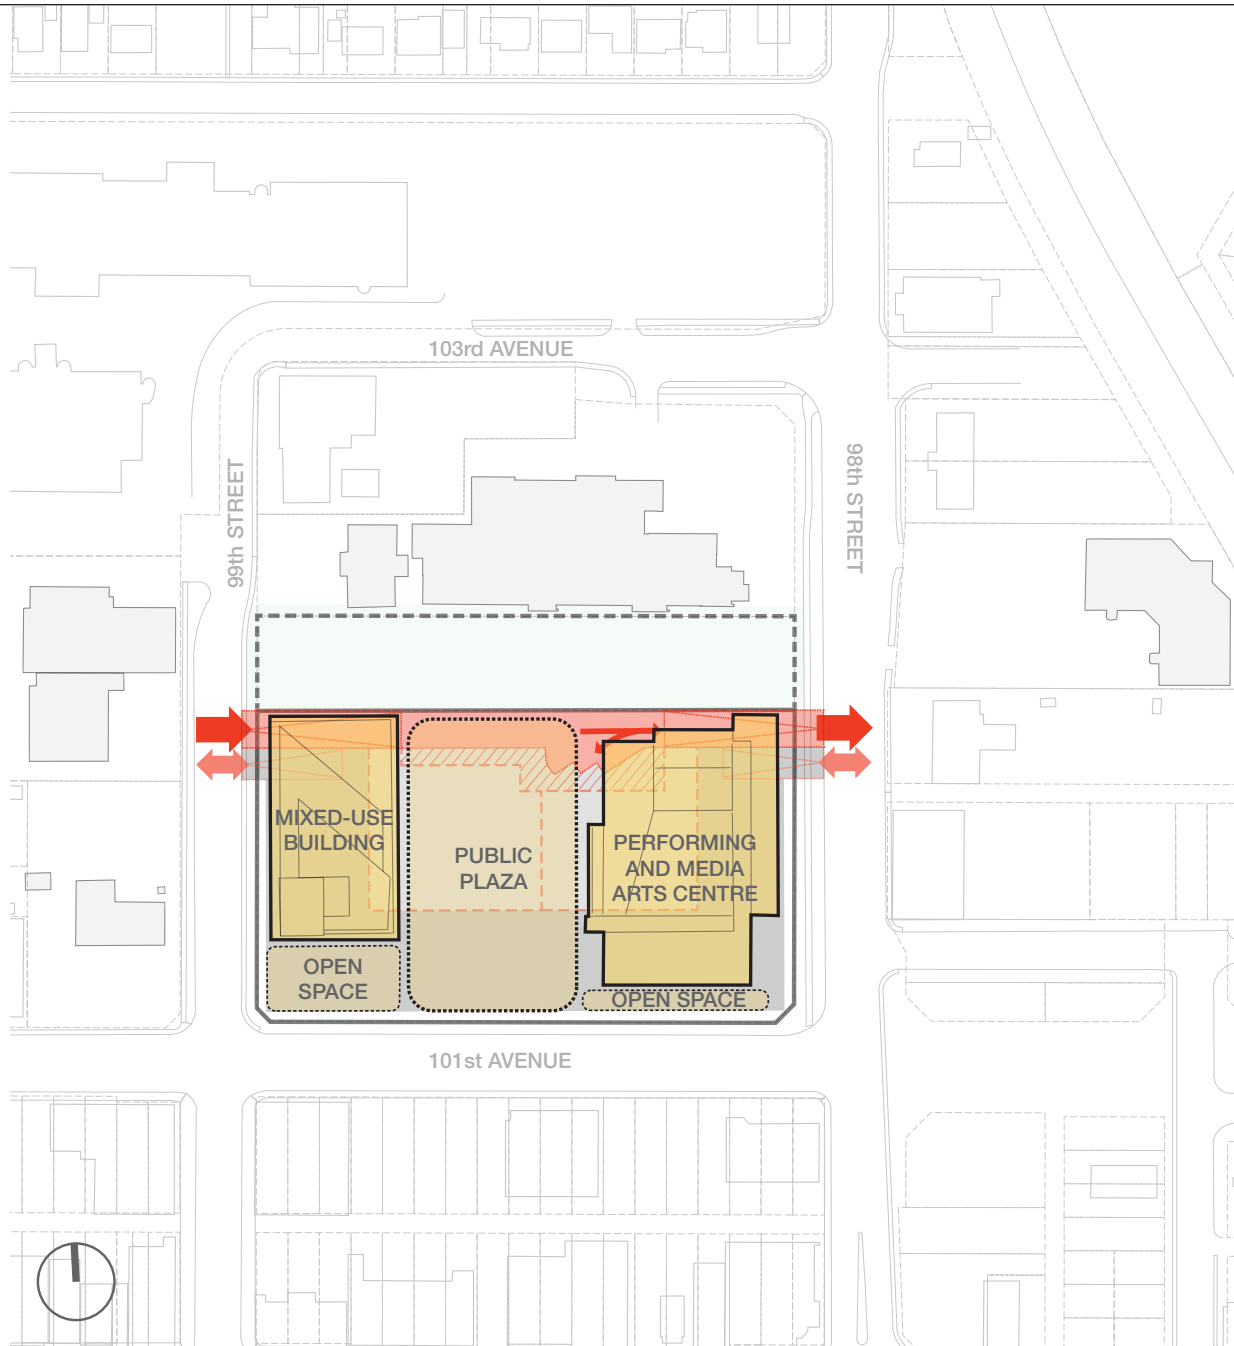 103rd AVENUE
99th STREET
98th STREET
MIXED-USE
BUILDING
PUBLIC
PLAZA
PERFORMING
AND MEDIA
ARTS CENTRE
OPEN
SPACE
OPEN SPACE
101st AVENUE